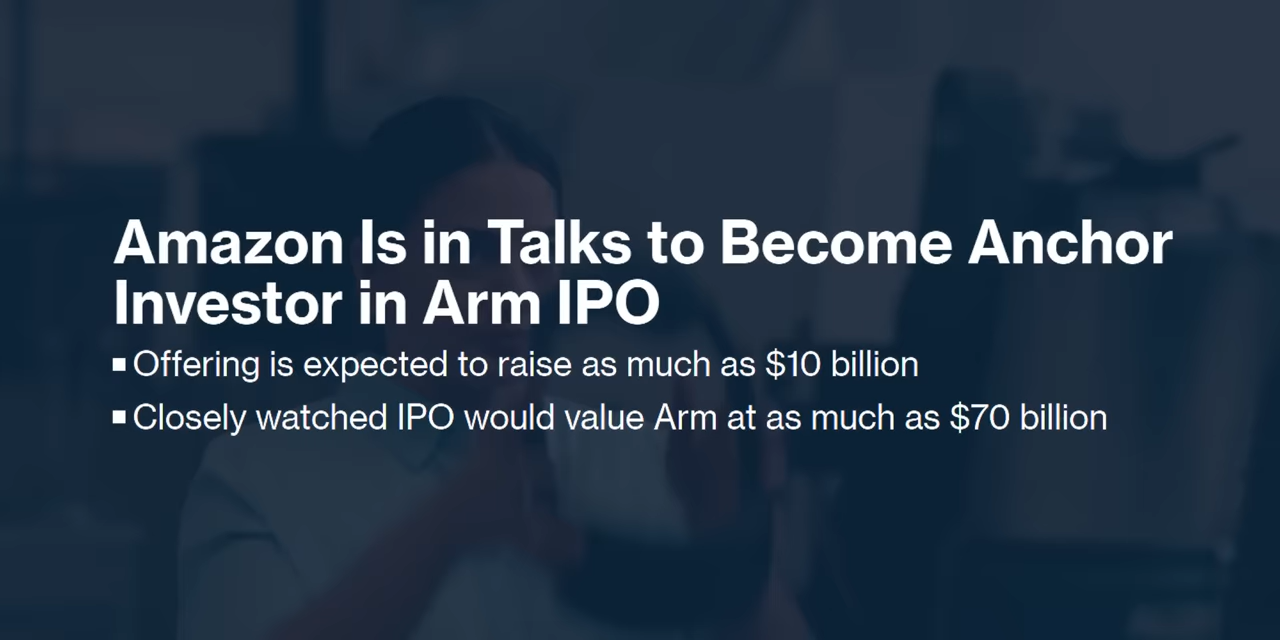 Amazon Is in Talks to Become Anchor
Investor in Arm IPO
▪ Offering is expected to raise as much as $10 billion
▪ Closely watched IPO would value Arm at as much as $70 billion